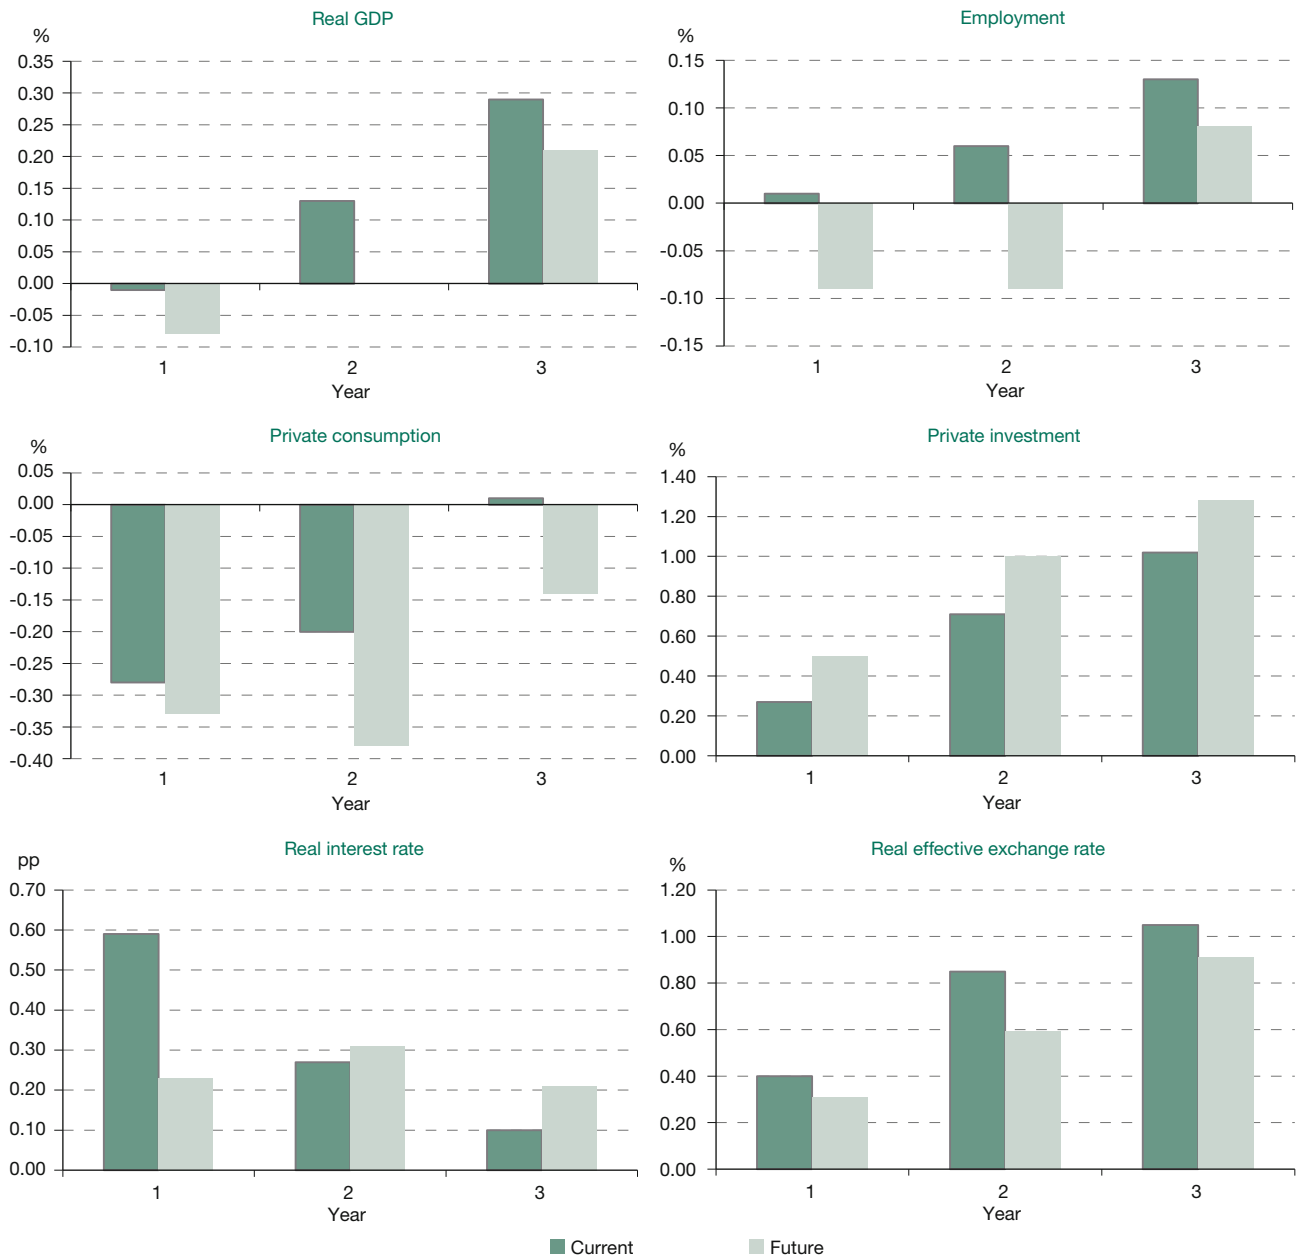 Real GDP
%
0.35
0.30
0.25
0.20
0.15
0.10
0.05
0.00
-0.05
-0.10
1 2 3
Year
Employment
%
0.15
0.10
0.05
0.00
-0.05
-0.10
-0.15
1 2 3
Year
Private consumption
%
0.05
0.00
-0.05
-0.10
-0.15
-0.20
-0.25
-0.30
-0.35
-0.40
1 2 3
Year
Private investment
%
1.40
1.20
1.00
0.80
0.60
0.40
0.20
0.00
1 2 3
Year
Real interest rate
pp
0.70
0.60
0.50
0.40
0.30
0.20
0.10
0.00
1 2 3
Year
Real effective exchange rate
%
1.20
1.00
0.80
0.60
0.40
0.20
0.00
1 2 3
Year
Current Future